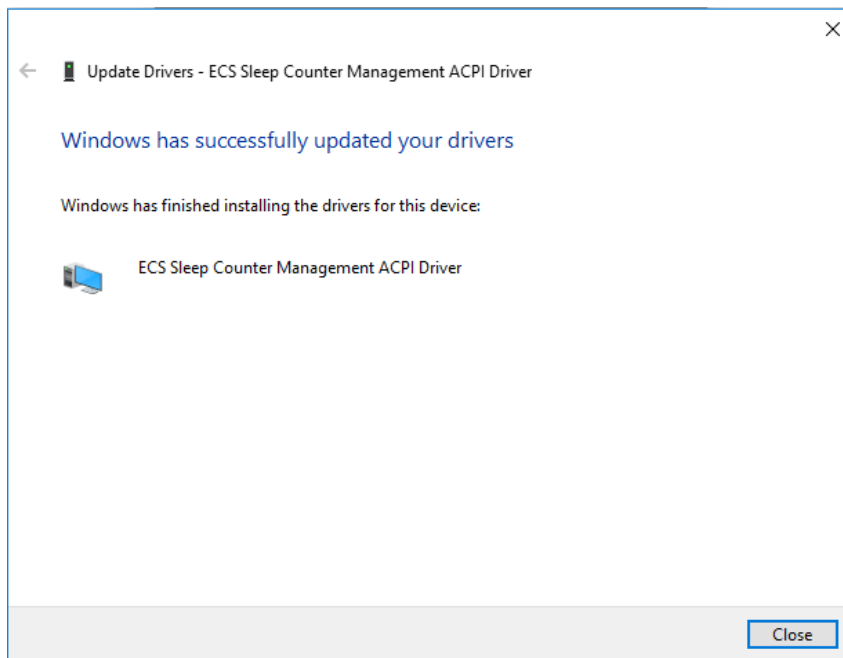 Update Drivers - ECS Sleep Counter Management ACPI Driver
Windows has successfully updated your drivers
Windows has finished installing the drivers for this device:
ECS Sleep Counter Management ACPI Driver
Close